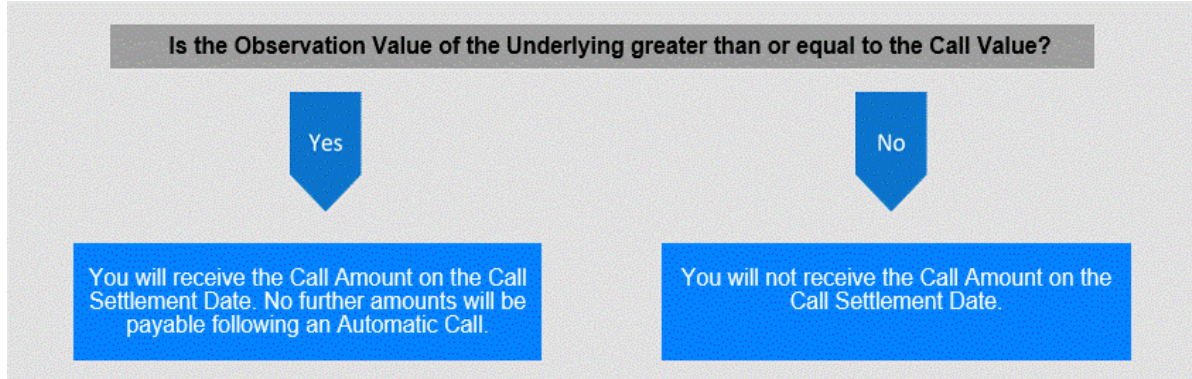 Is the Observation Value of the Underlying greater than or equal to the Call Value?
Yes
No
You will receive the Call Amount on the Call
Settlement Date. No further amounts will be
payable following an Automatic Call.
You will not receive the Call Amount on the
Call Settlement Date.